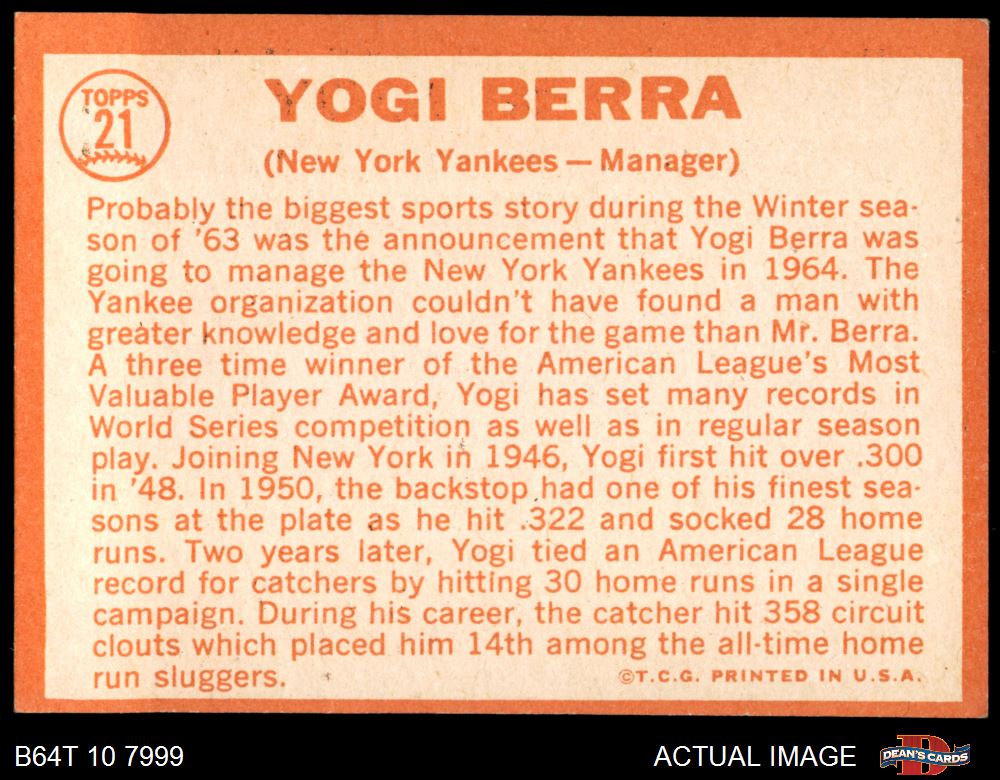 TOPPS
21
YOGI BERRA
(New York Yankees — Manager)
Probably the biggest sports story during the Winter sea-
son of '63 was the announcement that Yogi Berra was
going to manage the New York Yankees in 1964. The
Yankee organization couldn't have found a man with
greater knowledge and love for the game than Mr. Berra.
A three time winner of the American League's Most
Valuable Player Award, Yogi has set many records in
World Series competition as well as in regular season
play. Joining New York in 1946, Yogi first hit over .300
in '48. In 1950, the backstop had one of his finest sea-
sons at the plate as he hit .322 and socked 28 home
runs. Two years later, Yogi tied an American League
record for catchers by hitting 30 home runs in a single
campaign. During his career, the catcher hit 358 circuit
clouts which placed him 14th among the all-time home
run sluggers.
©T.C.G. PRINTED IN U.S.A.
B64T 10 7999
ACTUAL IMAGE
DEAN'S CARDS